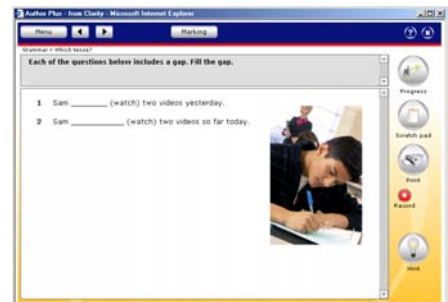 Author Plus - from Clarity - Microsoft Internet Explorer
Menu
Marking
Grammar > Which tense?
Each of the questions below includes a gap. Fill the gap.
1 Sam ________ (watch) two videos yesterday.
2 Sam ___________ (watch) two videos so far today.
Progress
Scratch pad
Print
Record
Hint